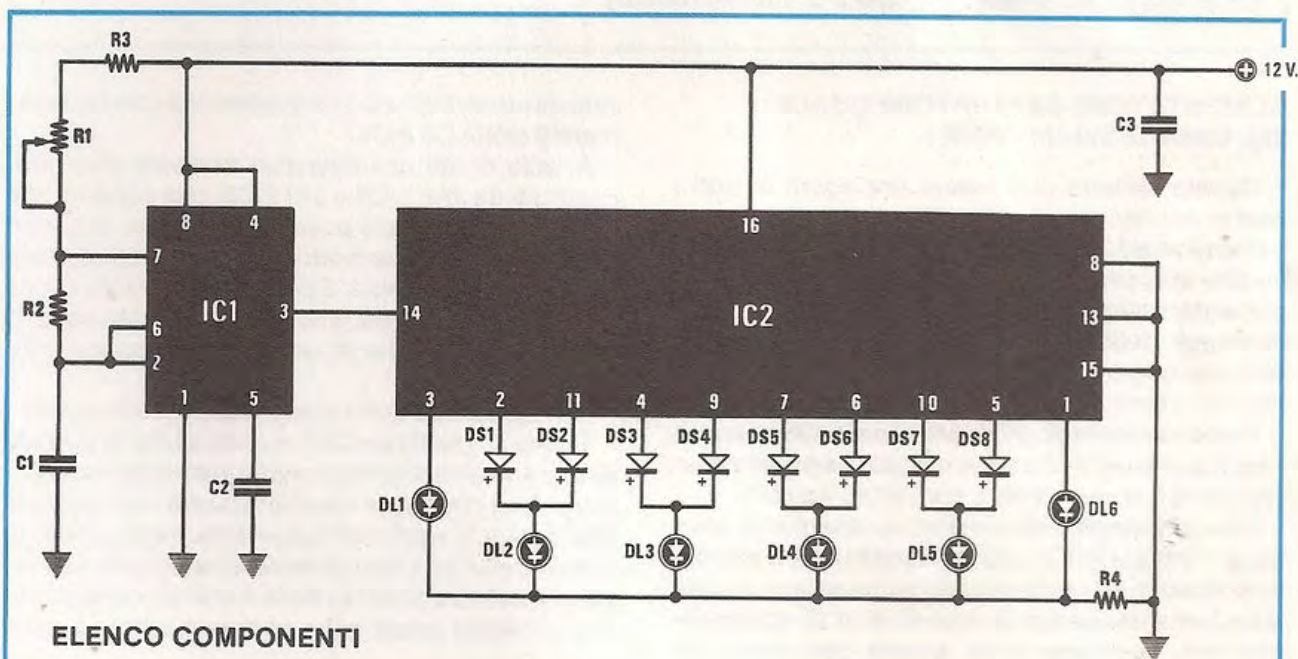 R3
12 V.
R1
C3
8 4
16
7
8
R2
IC1 3
14 IC2
13
6
2
15
1 5
3 2 11 4 9 7 6 10 5 1
DS1 DS2 DS3 DS4 DS5 DS6 DS7 DS8
C1
C2
+ + + + + + + +
DL1 DL6
DL2 DL3 DL4 DL5
R4
ELENCO COMPONENTI